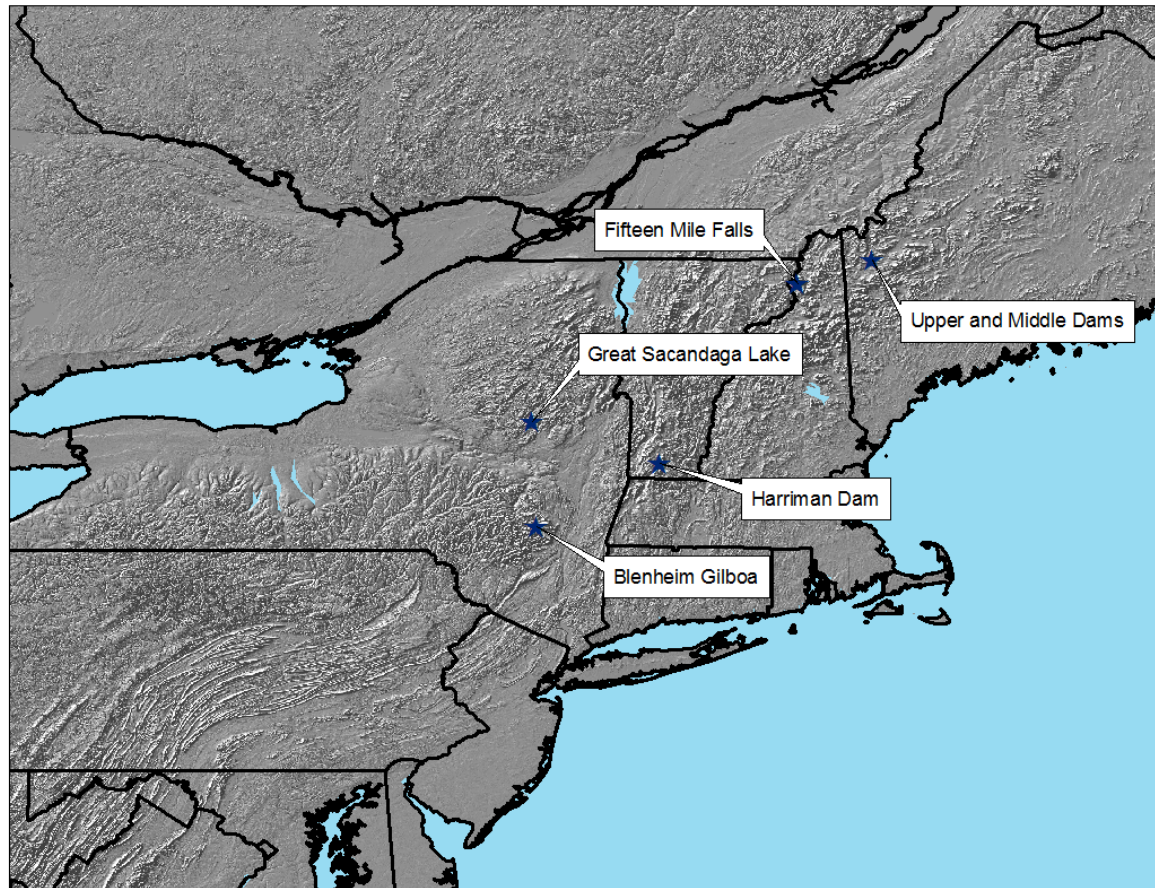 Fifteen Mile Falls
Upper and Middle Dams
Great Sacandaga Lake
Harriman Dam
Blenheim Gilboa